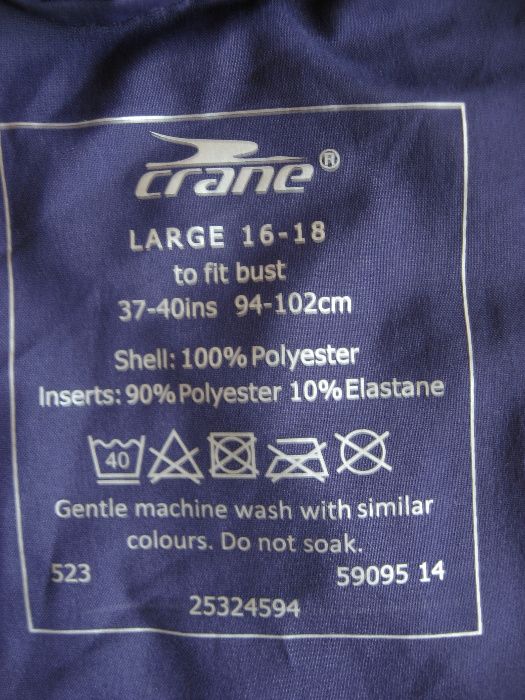 crane®
LARGE 16-18
to fit bust
37-40ins 94-102cm
Shell: 100% Polyester
Inserts: 90% Polyester 10% Elastane
40
Gentle machine wash with similar
colours. Do not soak.
523 59095 14
25324594